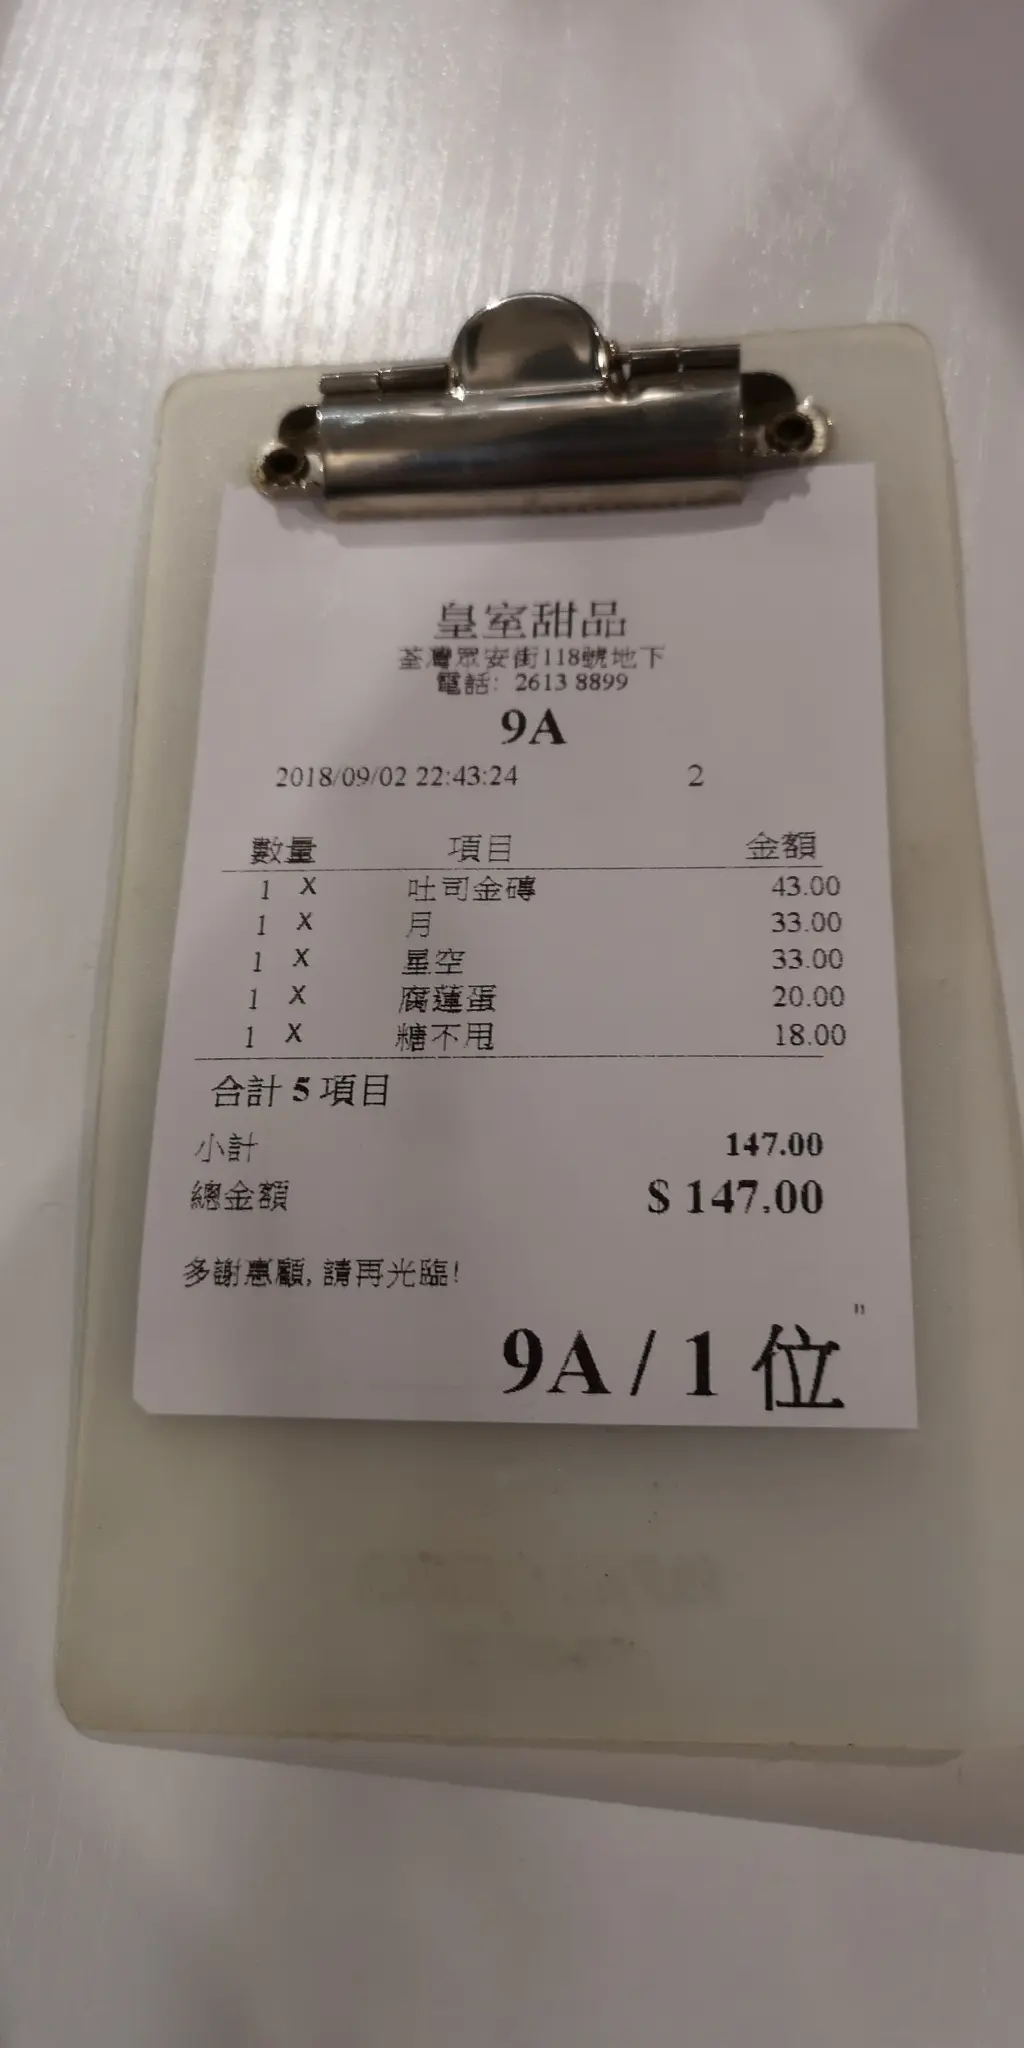 皇室甜品
荃灣眾安街118號地下
電話: 2613 8899
9A
2018/09/02 22:43:24 2
數量 項目 金額
1 X 吐司金磚 43.00
1 X 月 33.00
1 X 星空 33.00
1 X 腐蓮蛋 20.00
1 X 糖不甩 18.00
合計 5 項目
小計 147.00
總金額 $ 147.00
多謝惠顧, 請再光臨!
"
9A / 1 位